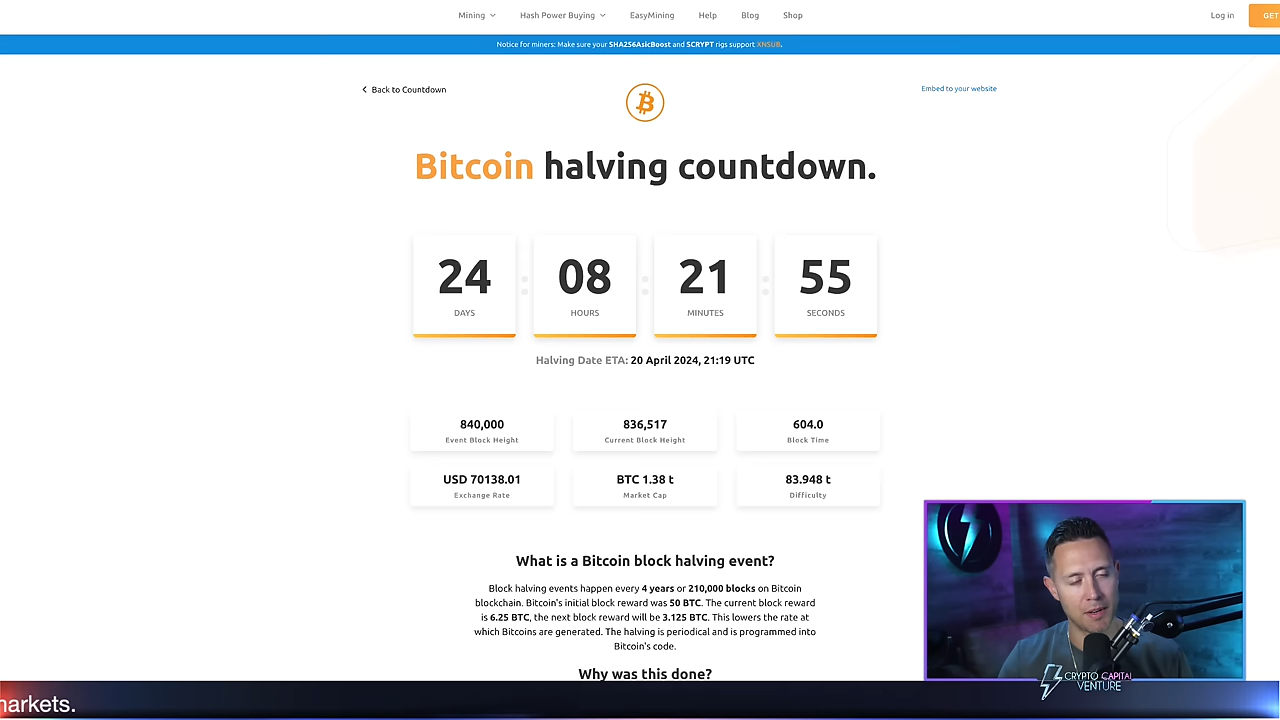 Mining
Hash Power Buying
EasyMining
Help
Blog
Shop
Log in
GET
Notice for miners: Make sure your SHA256AsicBoost and SCRYPT rigs support XNSUB.
Back to Countdown
Embed to your website
Bitcoin halving countdown.
24 : 08 : 21 : 55
DAYS HOURS MINUTES SECONDS
Halving Date ETA: 20 April 2024, 21:19 UTC
840,000
Event Block Height
836,517
Current Block Height
604.0
Block Time
USD 70138.01
Exchange Rate
BTC 1.38 t
Market Cap
83.948 t
Difficulty
What is a Bitcoin block halving event?
Block halving events happen every 4 years or 210,000 blocks on Bitcoin
blockchain. Bitcoin's initial block reward was 50 BTC. The current block reward
is 6.25 BTC, the next block reward will be 3.125 BTC. This lowers the rate at
which Bitcoins are generated. The halving is periodical and is programmed into
Bitcoin's code.
Why was this done?
CRYPTO CAPITAL
VENTURE
narkets.